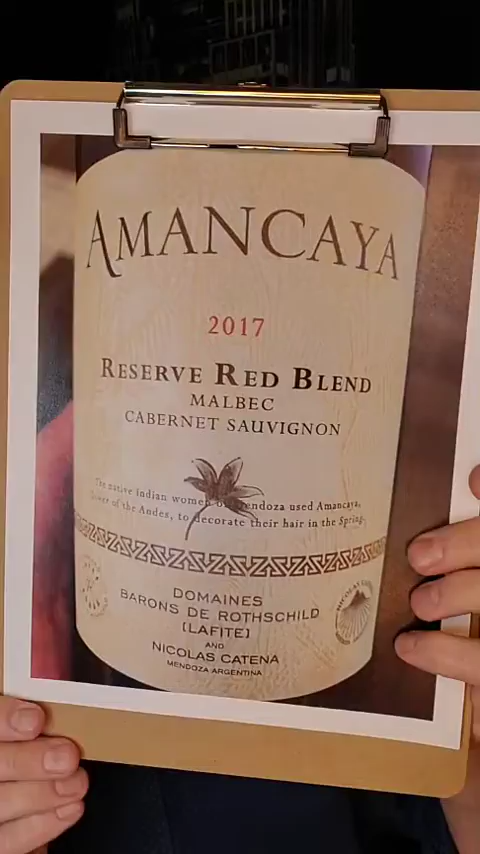 AMANCAYA
2017
RESERVE RED BLEND
MALBEC
CABERNET SAUVIGNON
The native Indian women of Mendoza used Amancaya,
flower of the Andes, to decorate their hair in the Spring.
DOMAINES
BARONS DE ROTHSCHILD
[LAFITE]
AND
NICOLAS CATENA
MENDOZA ARGENTINA